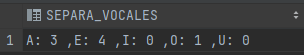 SEPARA_VOCALES
1 A: 3 ,E: 4 ,I: 0 ,O: 1 ,U: 0